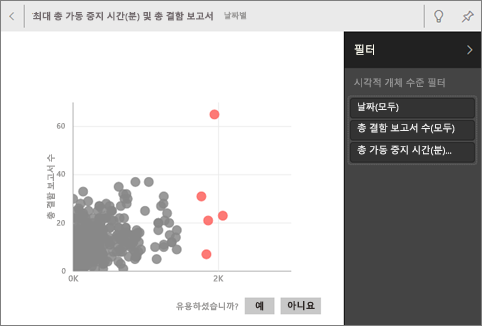 최대 총 가동 중지 시간(분) 및 총 결함 보고서 날짜별
필터
시각적 개체 수준 필터
날짜(모두)
총 결함 보고서 수(모두)
총 가동 중지 시간(분)...
총 결함 보고서 수
60
40
20
0
0K
2K
유용하셨습니까? 예 아니요